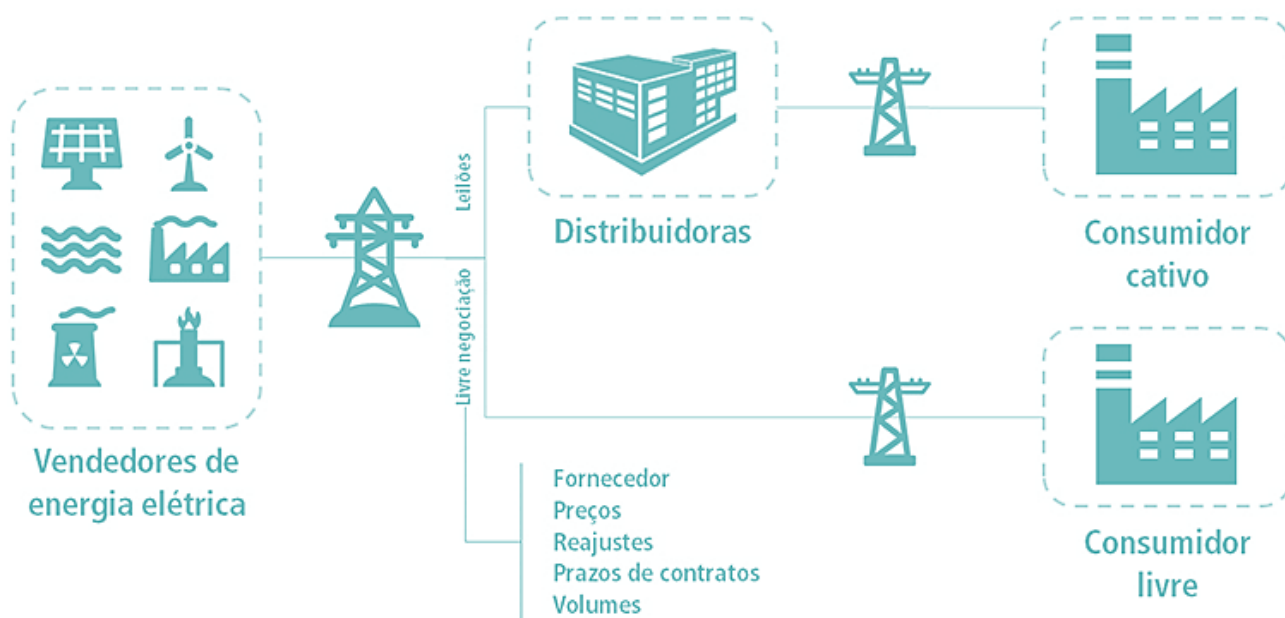 Leilões
Distribuidoras
Consumidor
cativo
Livre negociação
Vendedores de
energia elétrica
Fornecedor
Preços
Reajustes
Prazos de contratos
Volumes
Consumidor
livre